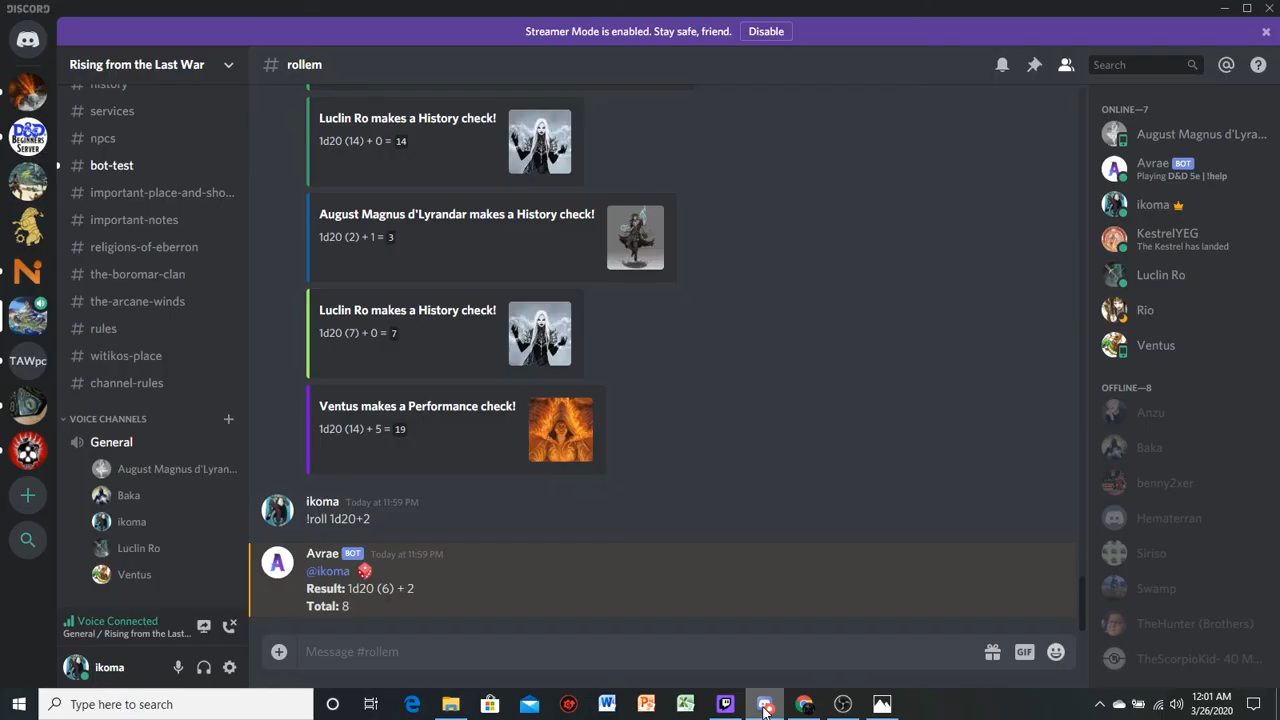 DISCORD
Streamer Mode is enabled. Stay safe, friend. Disable
Rising from the Last War
# rollem
Search
history
# services
# npcs
# bot-test
# important-place-and-sho...
# important-notes
# religions-of-eberron
# the-boromar-clan
# the-arcane-winds
# rules
# witikos-place
# channel-rules
VOICE CHANNELS
General
August Magnus d'Lyran...
Baka
ikoma
Luclin Ro
Ventus
Voice Connected
General / Rising from the Last...
ikoma
D&D
BEGINNERS
SERVER
TAWpc
Luclin Ro makes a History check!
1d20 (14) + 0 = 14
August Magnus d'Lyrandar makes a History check!
1d20 (2) + 1 = 3
Luclin Ro makes a History check!
1d20 (7) + 0 = 7
Ventus makes a Performance check!
1d20 (14) + 5 = 19
ikoma Today at 11:59 PM
!roll 1d20+2
Avrae BOT Today at 11:59 PM
@ikoma
Result: 1d20 (6) + 2
Total: 8
Message #rollem
GIF
ONLINE—7
August Magnus d'Lyra...
Avrae BOT
Playing D&D 5e | !help
ikoma
KestrelYEG
The Kestrel has landed
Luclin Ro
Rio
Ventus
OFFLINE—8
Anzu
Baka
benny2xer
Hematerran
Siriso
Swamp
TheHunter (Brothers)
TheScorpioKid- 40 M...
Type here to search
12:01 AM
3/26/2020